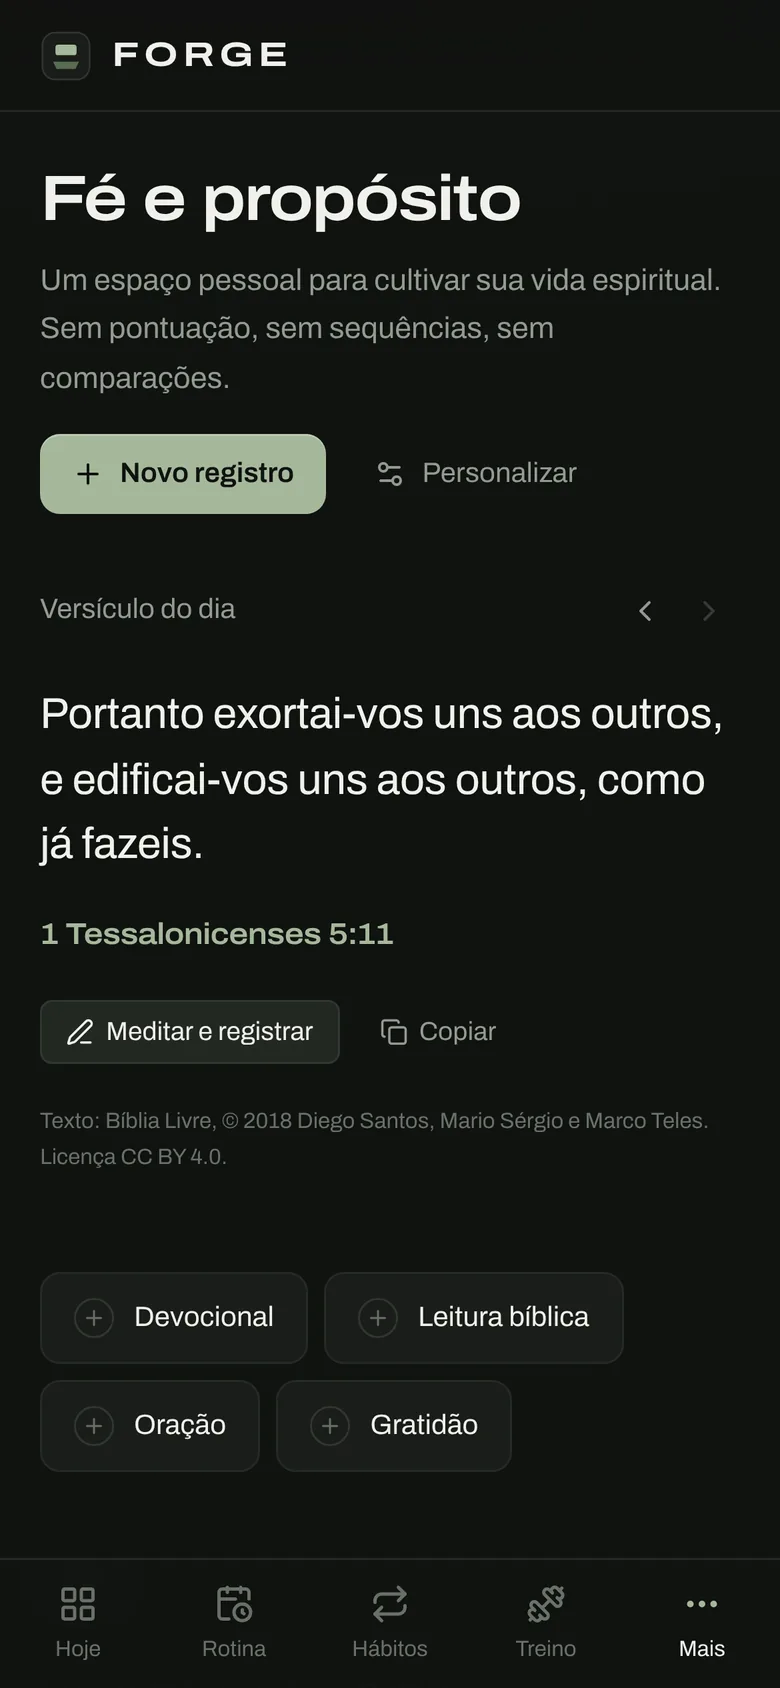 FORGE
Fé e propósito
Um espaço pessoal para cultivar sua vida espiritual.
Sem pontuação, sem sequências, sem
comparações.
Novo registro
Personalizar
Versículo do dia
Portanto exortai-vos uns aos outros,
e edificai-vos uns aos outros, como
já fazeis.
1 Tessalonicenses 5:11
Meditar e registrar
Copiar
Texto: Bíblia Livre, © 2018 Diego Santos, Mario Sérgio e Marco Teles.
Licença CC BY 4.0.
Devocional
Leitura bíblica
Oração
Gratidão
Hoje
Rotina
Hábitos
Treino
Mais